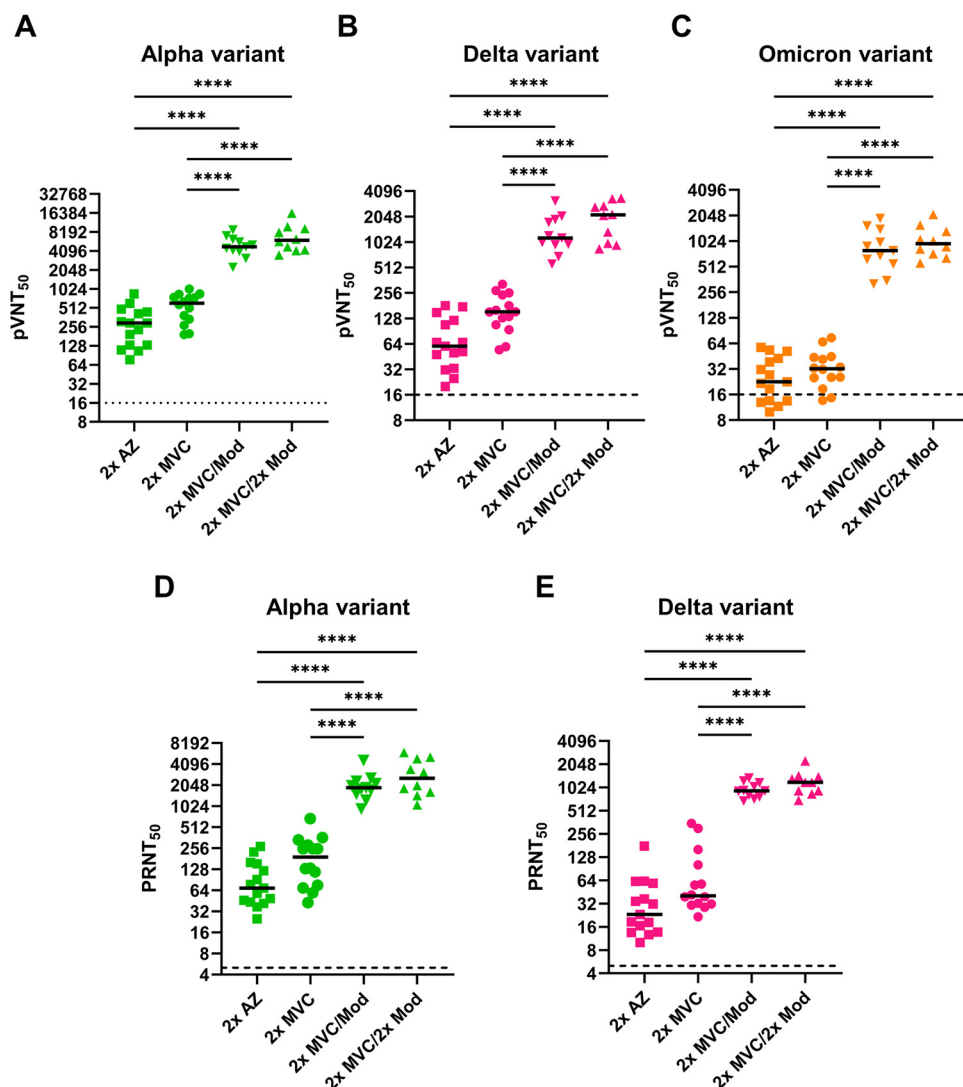 A
Alpha variant
****
****
****
****
pVNT50
32768
16384
8192
4096
2048
1024
512
256
128
64
32
16
8
2x AZ
2x MVC
2x MVC/Mod
2x MVC/2x Mod
B
Delta variant
****
****
****
****
pVNT50
4096
2048
1024
512
256
128
64
32
16
8
2x AZ
2x MVC
2x MVC/Mod
2x MVC/2x Mod
C
Omicron variant
****
****
****
****
pVNT50
4096
2048
1024
512
256
128
64
32
16
8
2x AZ
2x MVC
2x MVC/Mod
2x MVC/2x Mod
D
Alpha variant
****
****
****
****
PRNT50
8192
4096
2048
1024
512
256
128
64
32
16
8
4
2x AZ
2x MVC
2x MVC/Mod
2x MVC/2x Mod
E
Delta variant
****
****
****
****
PRNT50
4096
2048
1024
512
256
128
64
32
16
8
4
2x AZ
2x MVC
2x MVC/Mod
2x MVC/2x Mod